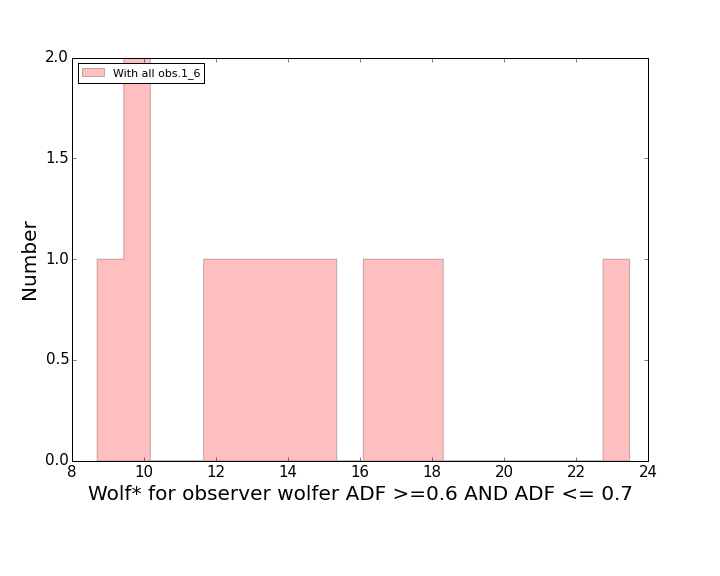 2.0
With all obs.1_6
1.5
1.0
0.5
0.0
Number
8 10 12 14 16 18 20 22 24
Wolf* for observer wolfer ADF >=0.6 AND ADF <= 0.7